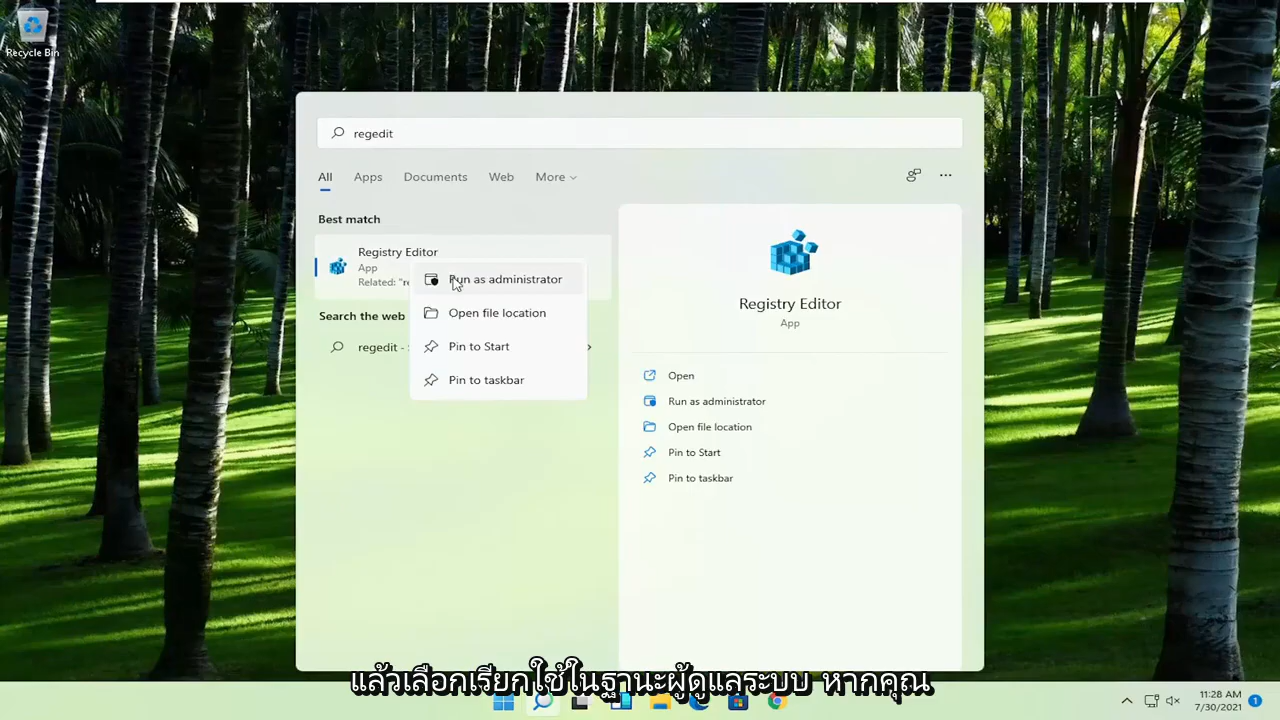 Recycle Bin
regedit
All Apps Documents Web More
Best match
Registry Editor
App
Related: "re
Run as administrator
Open file location
Pin to Start
Pin to taskbar
Search the web
regedit -
Registry Editor
App
Open
Run as administrator
Open file location
Pin to Start
Pin to taskbar
แล้วเลือกเรียกใช้ในฐานะผู้ดูแลระบบ หากคุณ
11:28 AM
7/30/2021
1